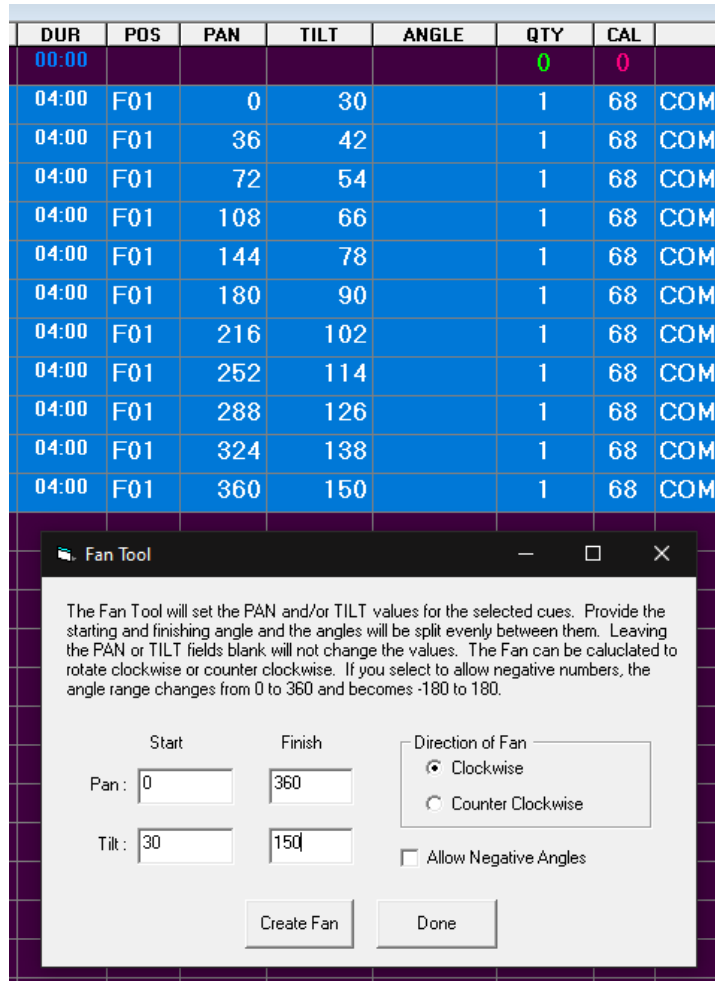 DUR POS PAN TILT ANGLE QTY CAL
00:00 0 0
04:00 F01 0 30 1 68 COM
04:00 F01 36 42 1 68 COM
04:00 F01 72 54 1 68 COM
04:00 F01 108 66 1 68 COM
04:00 F01 144 78 1 68 COM
04:00 F01 180 90 1 68 COM
04:00 F01 216 102 1 68 COM
04:00 F01 252 114 1 68 COM
04:00 F01 288 126 1 68 COM
04:00 F01 324 138 1 68 COM
04:00 F01 360 150 1 68 COM
Fan Tool
The Fan Tool will set the PAN and/or TILT values for the selected cues. Provide the
starting and finishing angle and the angles will be split evenly between them. Leaving
the PAN or TILT fields blank will not change the values. The Fan can be caluclated to
rotate clockwise or counter clockwise. If you select to allow negative numbers, the
angle range changes from 0 to 360 and becomes -180 to 180.
Start Finish Direction of Fan
Clockwise
Pan : 0 360
Counter Clockwise
Tilt : 30 150
Allow Negative Angles
Create Fan Done